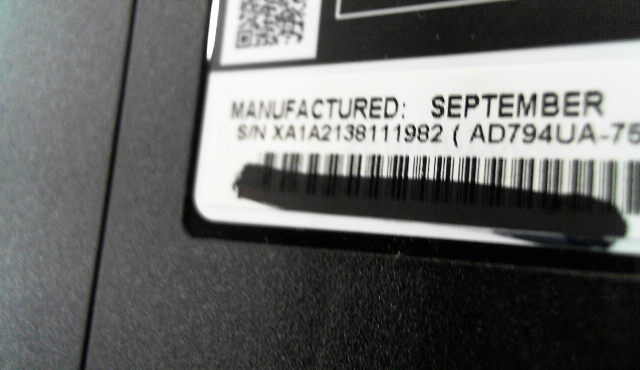 MANUFACTURED: SEPTEMBER
S/N XA1A2138111982 ( AD794UA-75